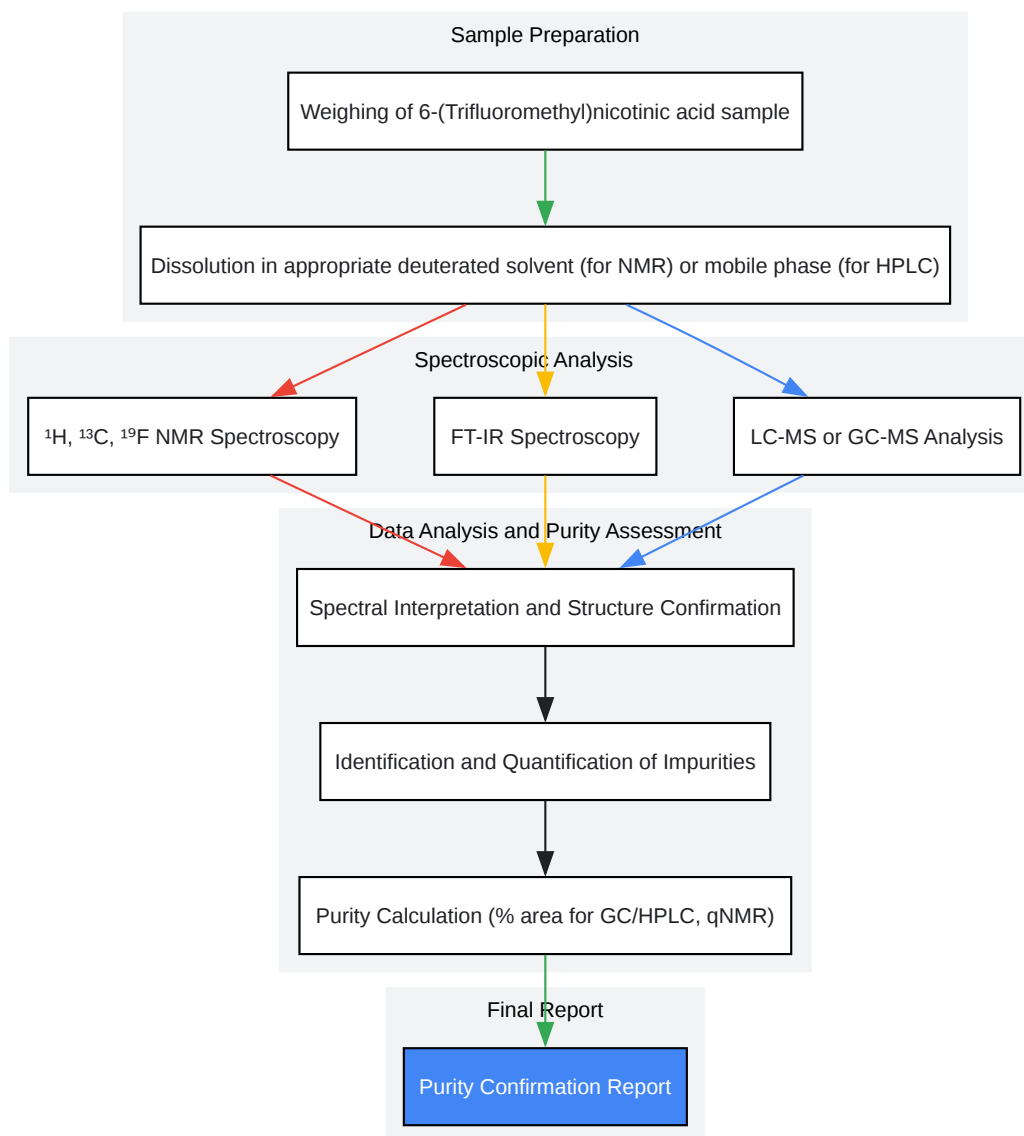 Sample Preparation
Weighing of 6-(Trifluoromethyl)nicotinic acid sample
Dissolution in appropriate deuterated solvent (for NMR) or mobile phase (for HPLC)
Spectroscopic Analysis
¹H, ¹³C, ¹⁹F NMR Spectroscopy
FT-IR Spectroscopy
LC-MS or GC-MS Analysis
Data Analysis and Purity Assessment
Spectral Interpretation and Structure Confirmation
Identification and Quantification of Impurities
Purity Calculation (% area for GC/HPLC, qNMR)
Final Report
Purity Confirmation Report